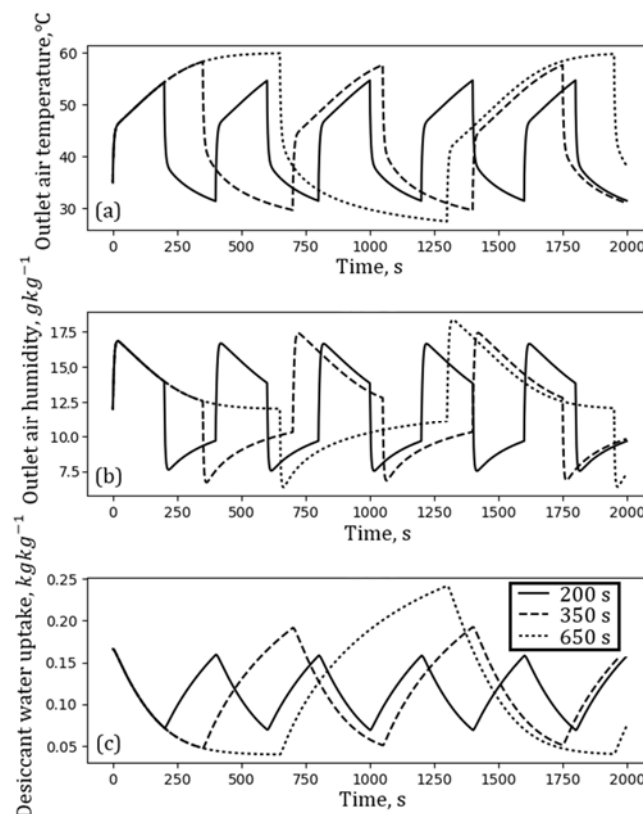 Outlet air temperature,°C
60
50
40
30
(a)
0 250 500 750 1000 1250 1500 1750 2000
Time, s
Outlet air humidity, gkg⁻¹
17.5
15.0
12.5
10.0
7.5
(b)
0 250 500 750 1000 1250 1500 1750 2000
Time, s
Desiccant water uptake, kgkg⁻¹
0.25
0.20
0.15
0.10
0.05
(c)
200 s
350 s
650 s
0 250 500 750 1000 1250 1500 1750 2000
Time, s